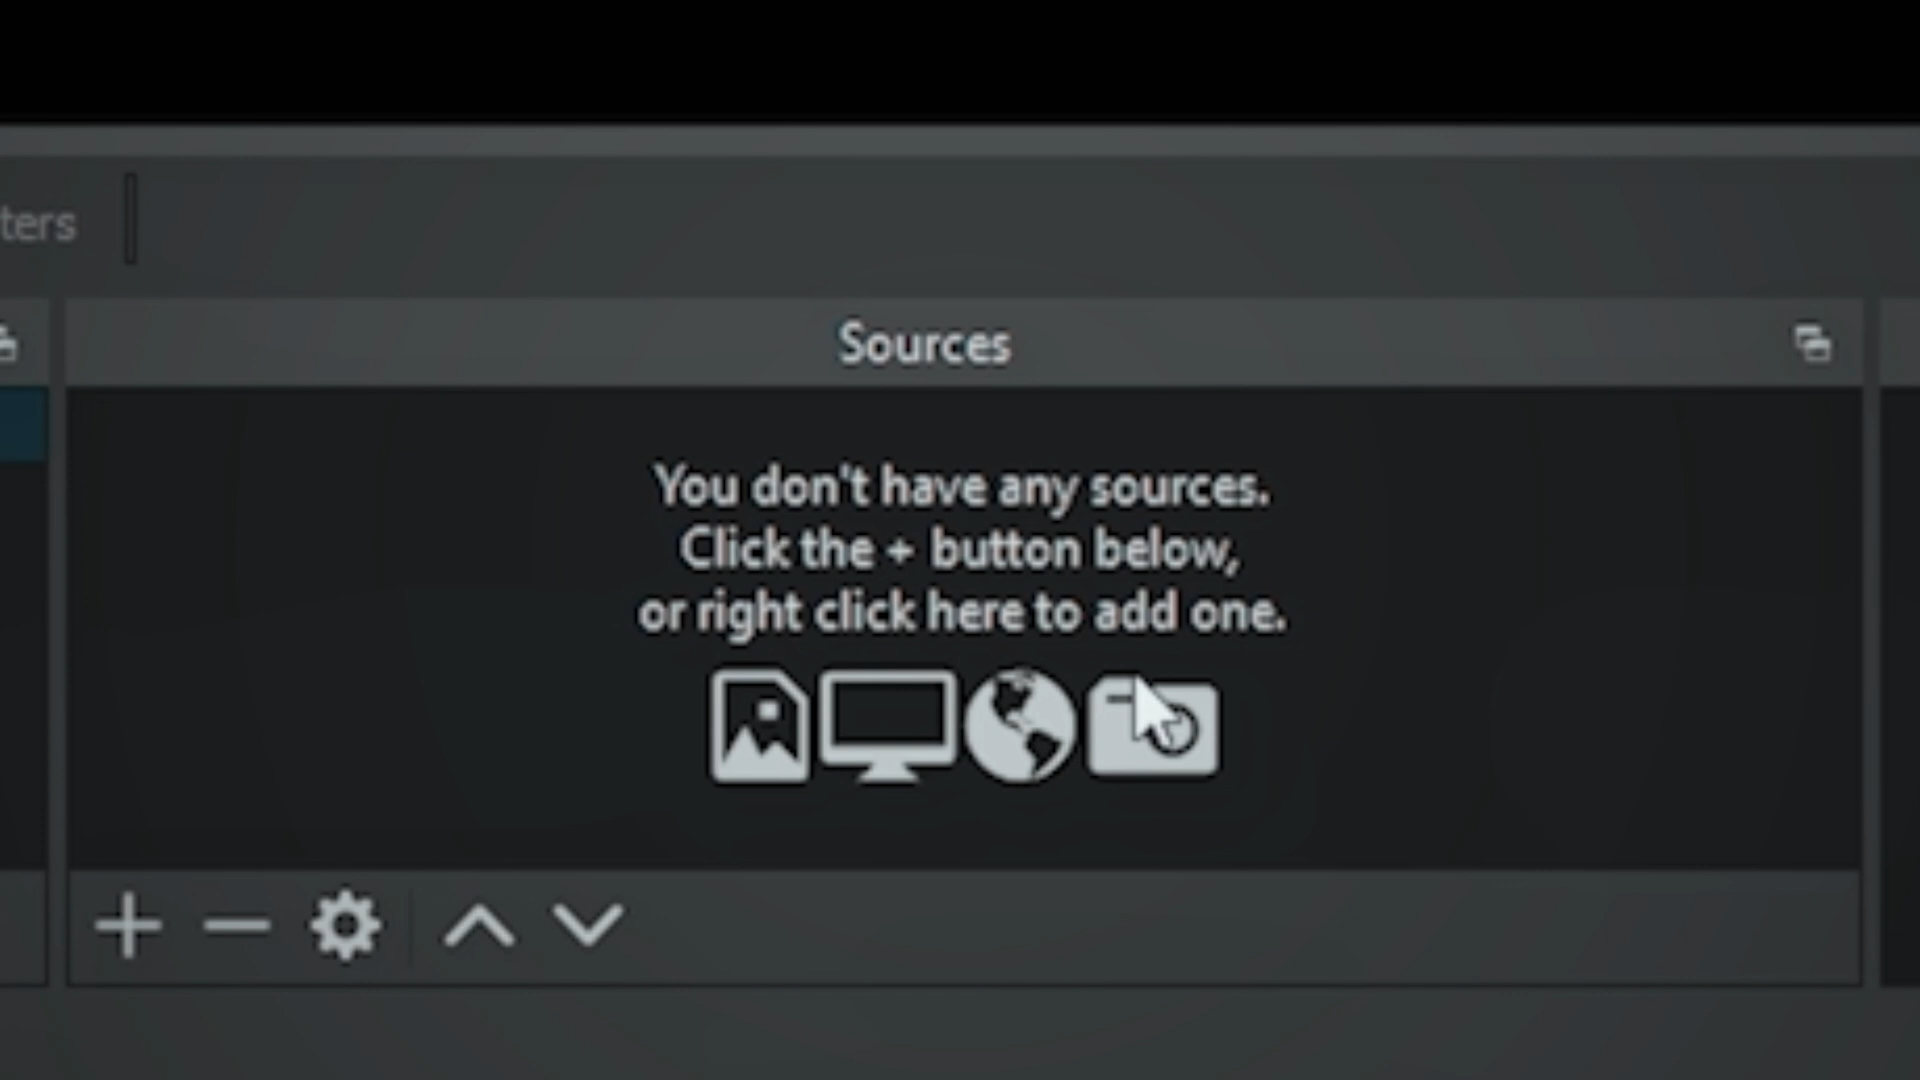 ters
Sources
You don't have any sources.
Click the + button below,
or right click here to add one.